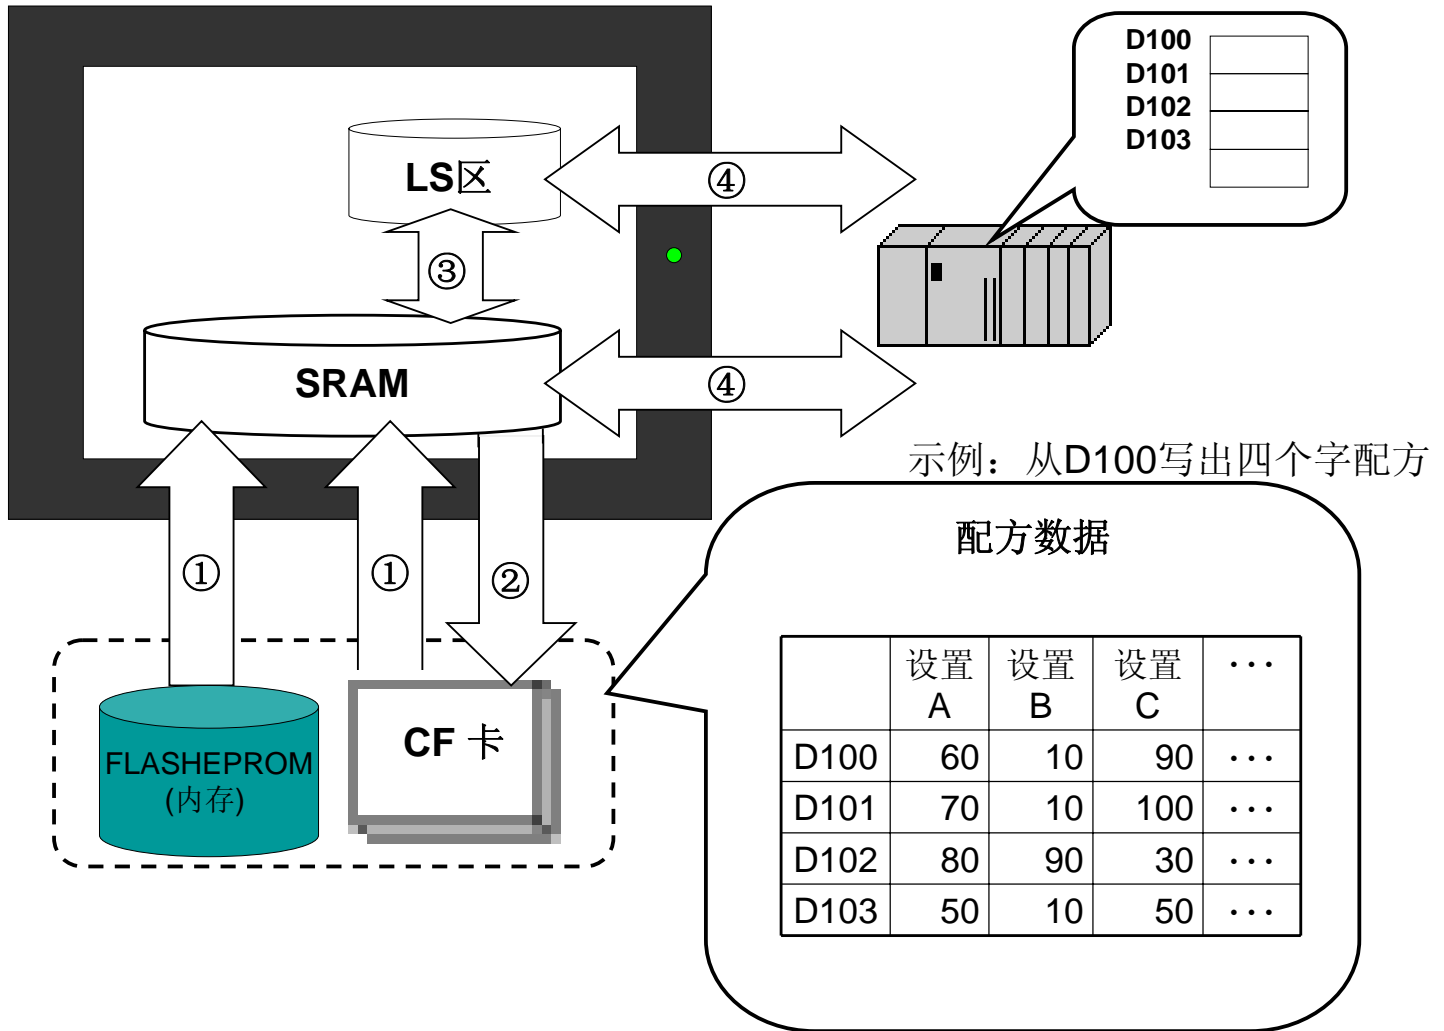 D100
D101
D102
D103
LS区
④
③
SRAM
④
示例：从D100写出四个字配方
① ① ②
FLASHEPROM
(内存)
CF 卡
配方数据
设置 A 设置 B 设置 C ···
D100 60 10 90 ···
D101 70 10 100 ···
D102 80 90 30 ···
D103 50 10 50 ···